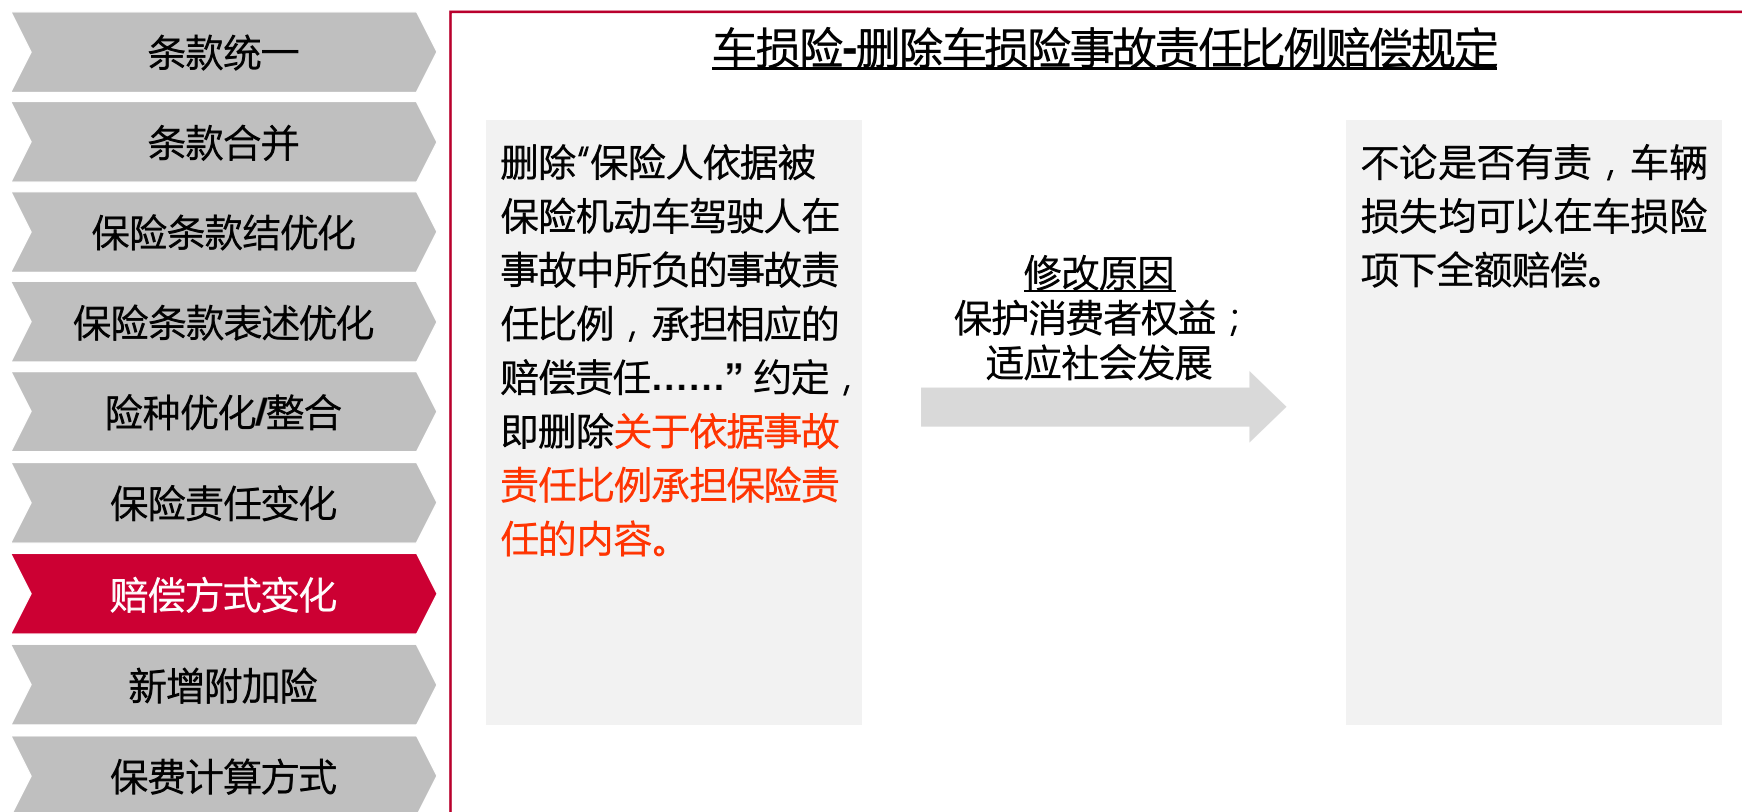 条款统一
条款合并
保险条款结优化
保险条款表述优化
险种优化/整合
保险责任变化
赔偿方式变化
新增附加险
保费计算方式
车损险-删除车损险事故责任比例赔偿规定
删除“保险人依据被
保险机动车驾驶人在
事故中所负的事故责
任比例，承担相应的
赔偿责任......” 约定，
即删除关于依据事故
责任比例承担保险责
任的内容。
修改原因
保护消费者权益；
适应社会发展
不论是否有责，车辆
损失均可以在车损险
项下全额赔偿。